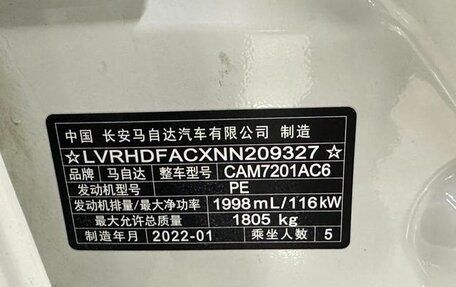 中国 长安马自达汽车有限公司 制造
☆LVRHDFACXNN209327☆
品牌 马自达 整车型号 CAM7201AC6
发动机型号 PE
发动机排量/最大净功率 1998mL/116kW
最大允许总质量 1805 kg
制造年月 2022-01 乘坐人数 5